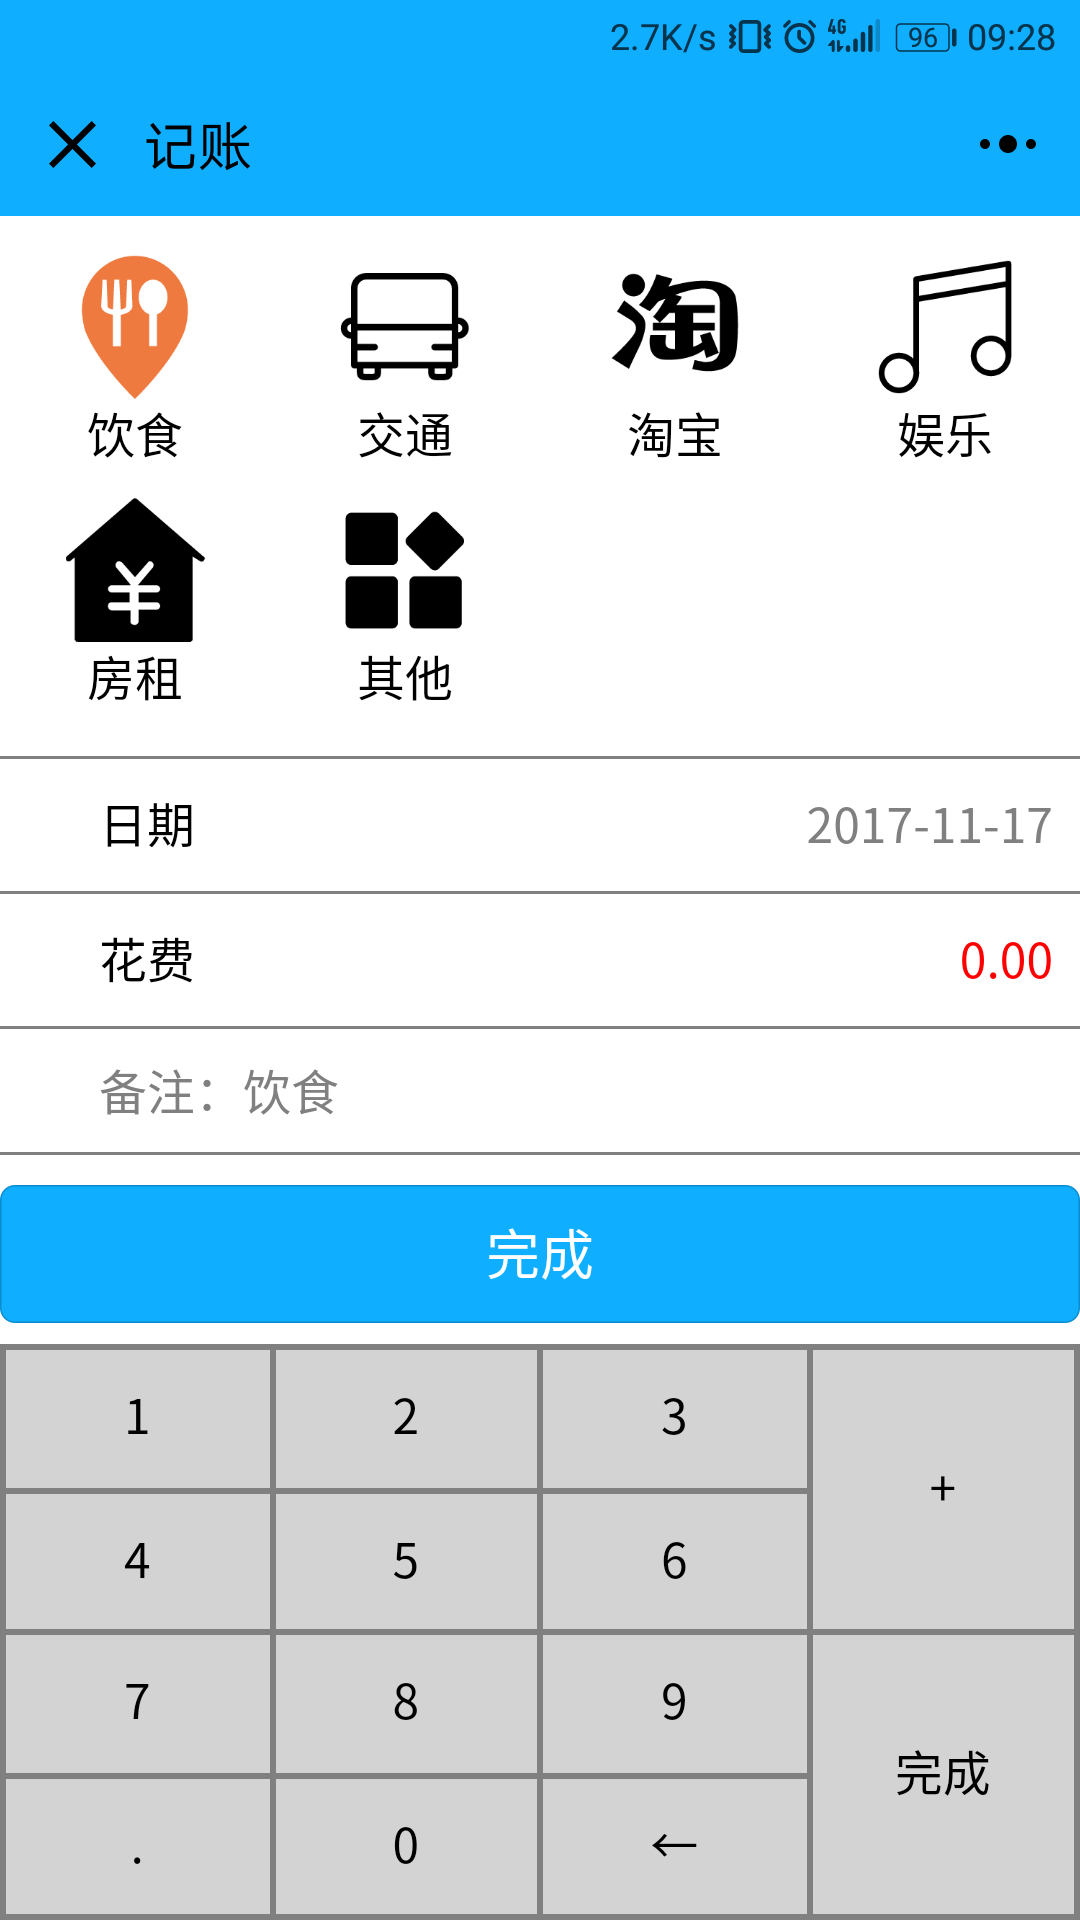 2.7K/s 4G 96 09:28
记账
饮食 交通 淘宝 娱乐
房租 其他
日期 2017-11-17
花费 0.00
备注：饮食
完成
1 2 3 +
4 5 6
7 8 9 完成
. 0 ←